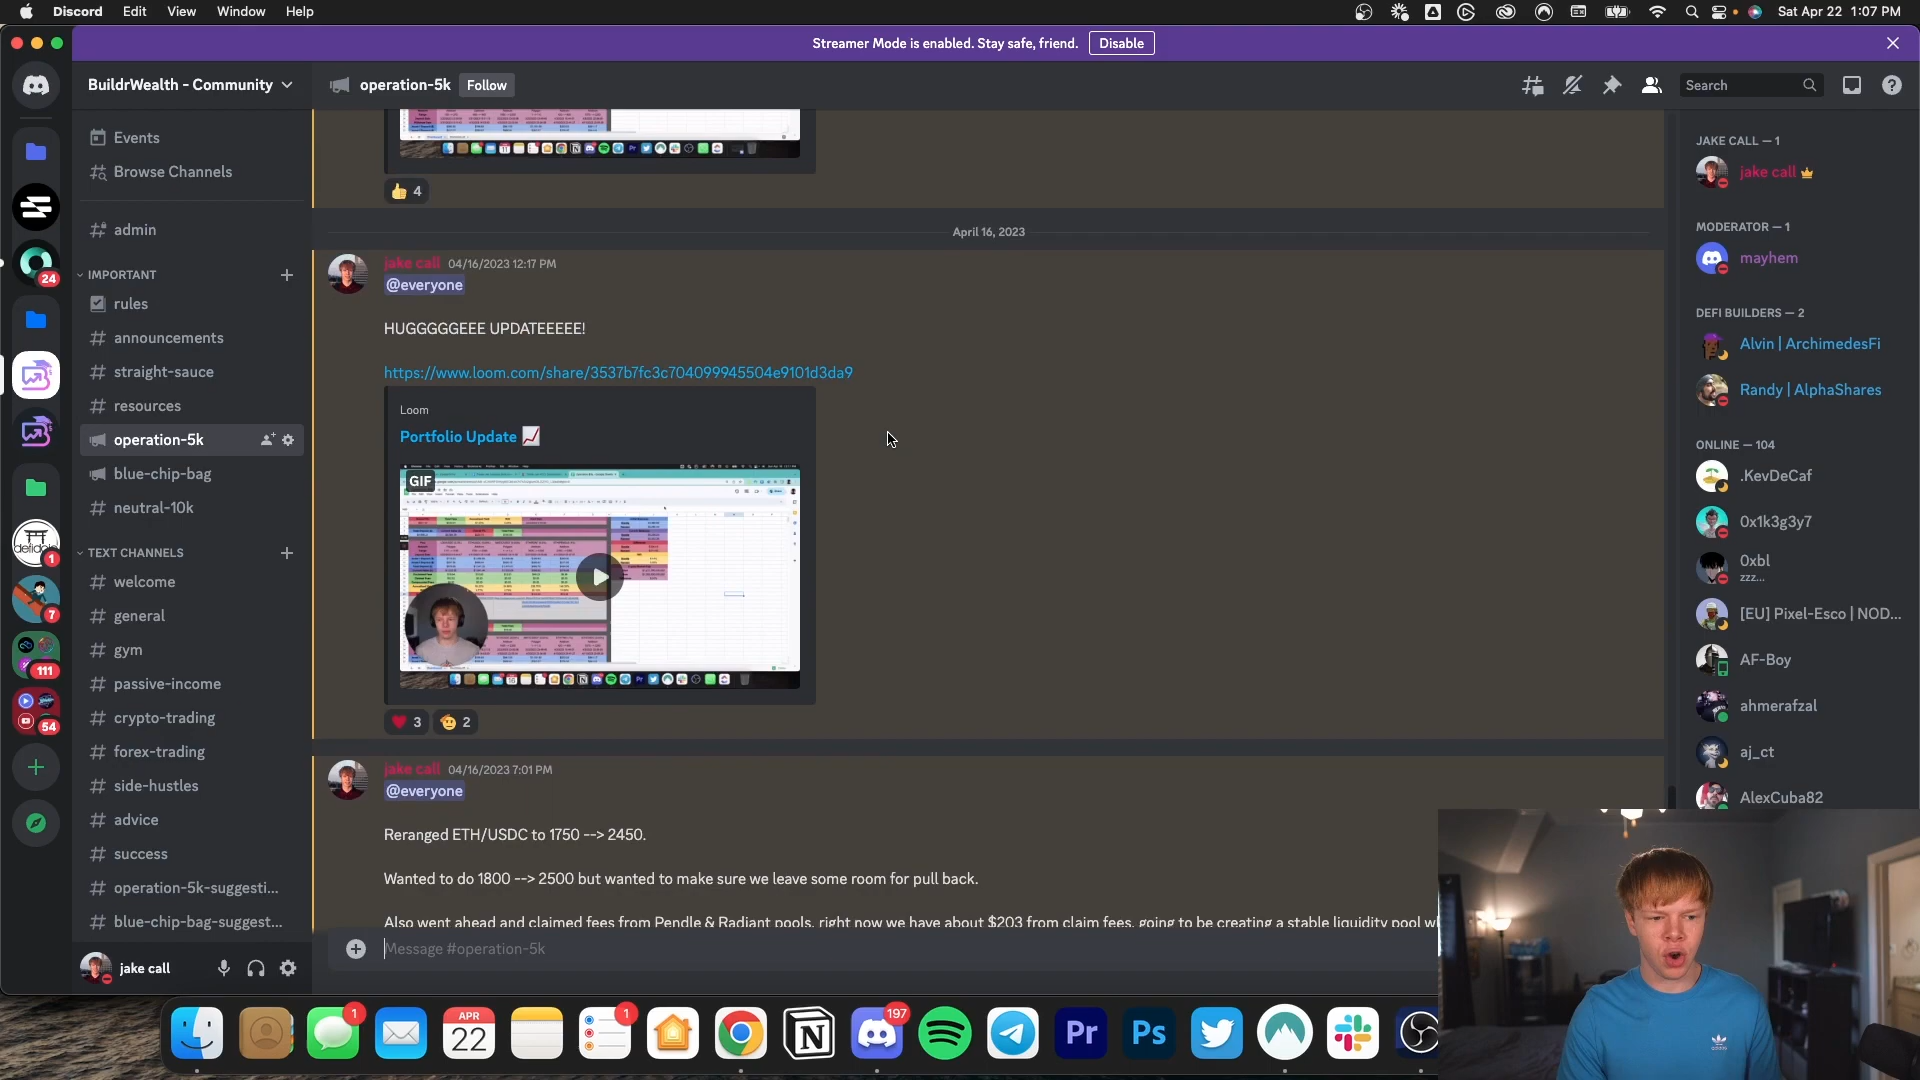 Discord Edit View Window Help
Sat Apr 22 1:07 PM
Streamer Mode is enabled. Stay safe, friend. Disable
BuildrWealth - Community
operation-5k Follow
Search
Events
Browse Channels
admin
IMPORTANT
rules
announcements
straight-sauce
resources
operation-5k
blue-chip-bag
neutral-10k
TEXT CHANNELS
welcome
general
gym
passive-income
crypto-trading
forex-trading
side-hustles
advice
success
operation-5k-suggesti...
blue-chip-bag-suggest...
jake call
24
1
7
111
54
4
April 16, 2023
jake call 04/16/2023 12:17 PM
@everyone
HUGGGGGEEE UPDATEEEEE!
https://www.loom.com/share/3537b7fc3c704099945504e9101d3da9
Loom
Portfolio Update
GIF
3 2
jake call 04/16/2023 7:01 PM
@everyone
Reranged ETH/USDC to 1750 --> 2450.
Wanted to do 1800 --> 2500 but wanted to make sure we leave some room for pull back.
Also went ahead and claimed fees from Pendle & Radiant pools, right now we have about $203 from claim fees, going to be creating a stable liquidity pool
Message #operation-5k
JAKE CALL — 1
jake call
MODERATOR — 1
mayhem
DEFI BUILDERS — 2
Alvin | ArchimedesFi
Randy | AlphaShares
ONLINE — 104
.KevDeCaf
0x1k3g3y7
0xbl
zzz...
[EU] Pixel-Esco | NOD...
AF-Boy
ahmerafzal
aj_ct
AlexCuba82
1
APR
22
1
197
Pr
Ps